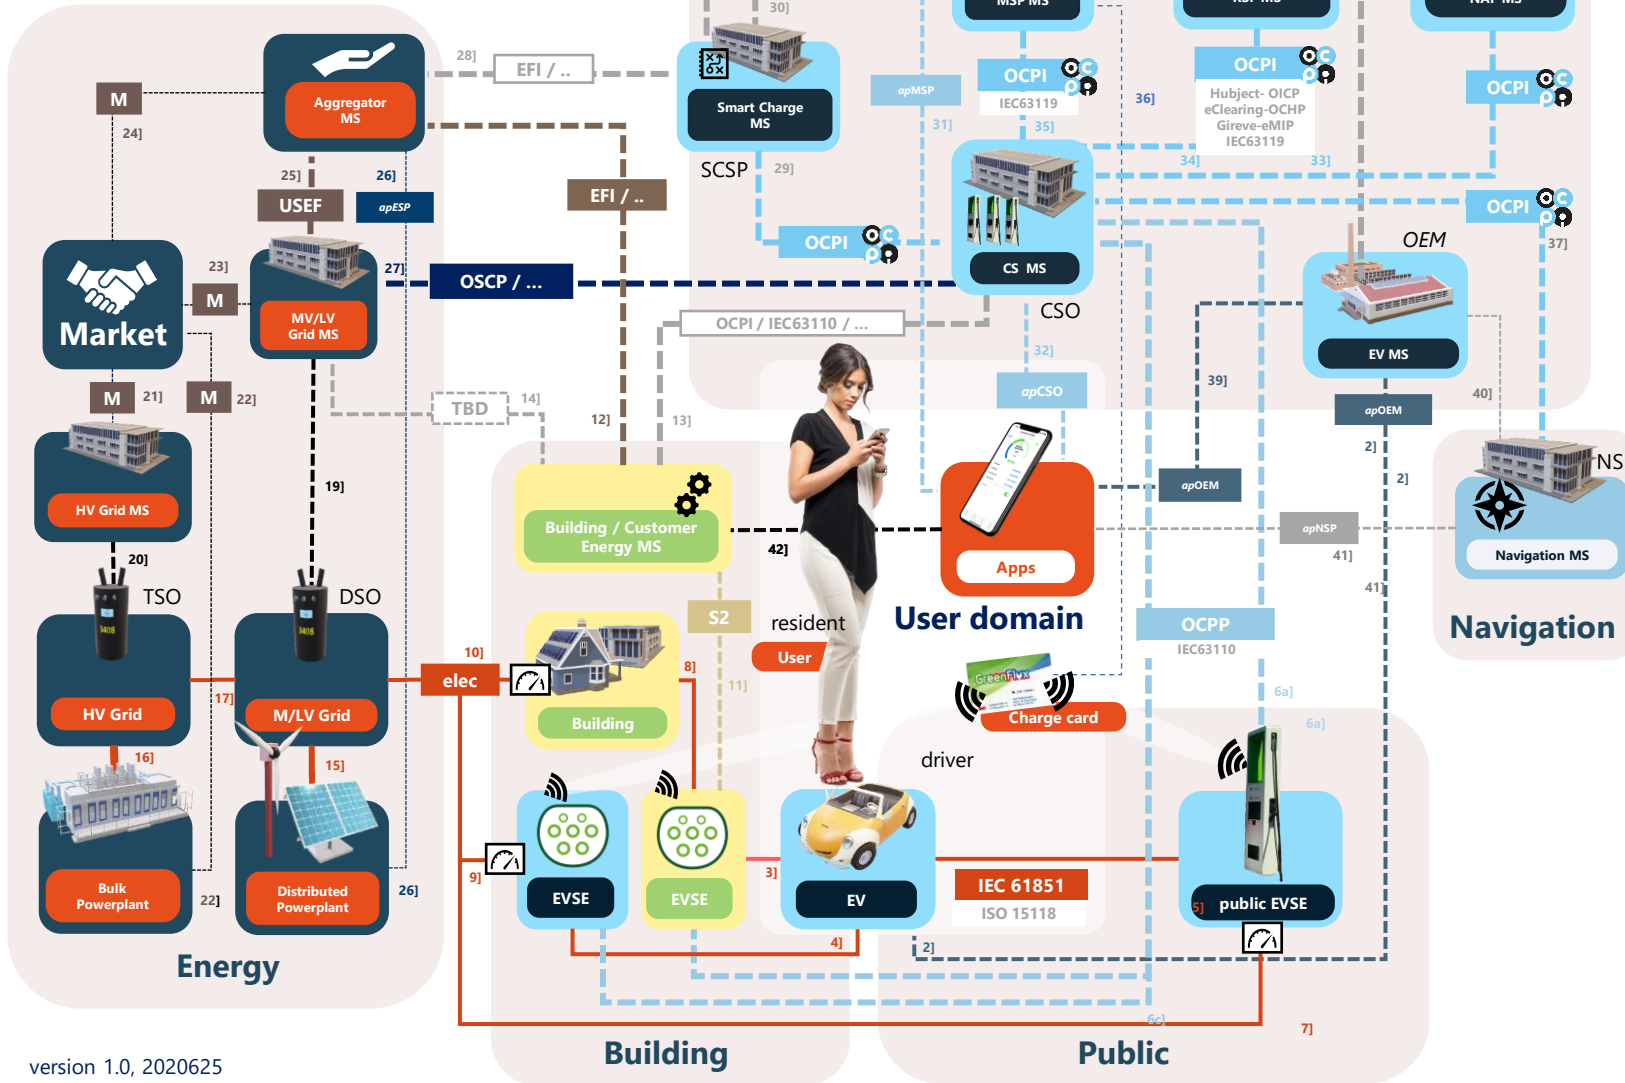 30]
MSP MS
28]
EFI / ..
Aggregator
MS
M
24]
Smart Charge
MS
SCSP
29]
apMSP
31]
OCPI
IEC63119
35]
36]
OCPI
Hubject- OICP
eClearing-OCHP
Gireve-eMIP
IEC63119
34]
33]
OCPI
OCPI
37]
25]
USEF
26]
apESP
EFI / ..
OCPI
CS MS
CSO
OEM
EV MS
Market
23]
M
27]
MV/LV
Grid MS
OSCP / ...
OCPI / IEC63110 / ...
32]
apCSO
39]
apOEM
40]
M
21]
M
22]
TBD
14]
12]
13]
2]
2]
NS
HV Grid MS
19]
20]
Building / Customer
Energy MS
42]
Apps
apOEM
apNSP
41]
41]
Navigation MS
Navigation
TSO
3408
DSO
3408
S2
11]
resident
User
User domain
OCPP
IEC63110
GreenFlux
Charge card
6a]
6a]
HV Grid
17]
M/LV Grid
10]
elec
8]
Building
driver
16]
15]
Bulk
Powerplant
22]
Distributed
Powerplant
26]
9]
EVSE
EVSE
3]
EV
IEC 61851
ISO 15118
5]
public EVSE
4]
2]
Energy
6c]
7]
Building
Public
version 1.0, 2020625